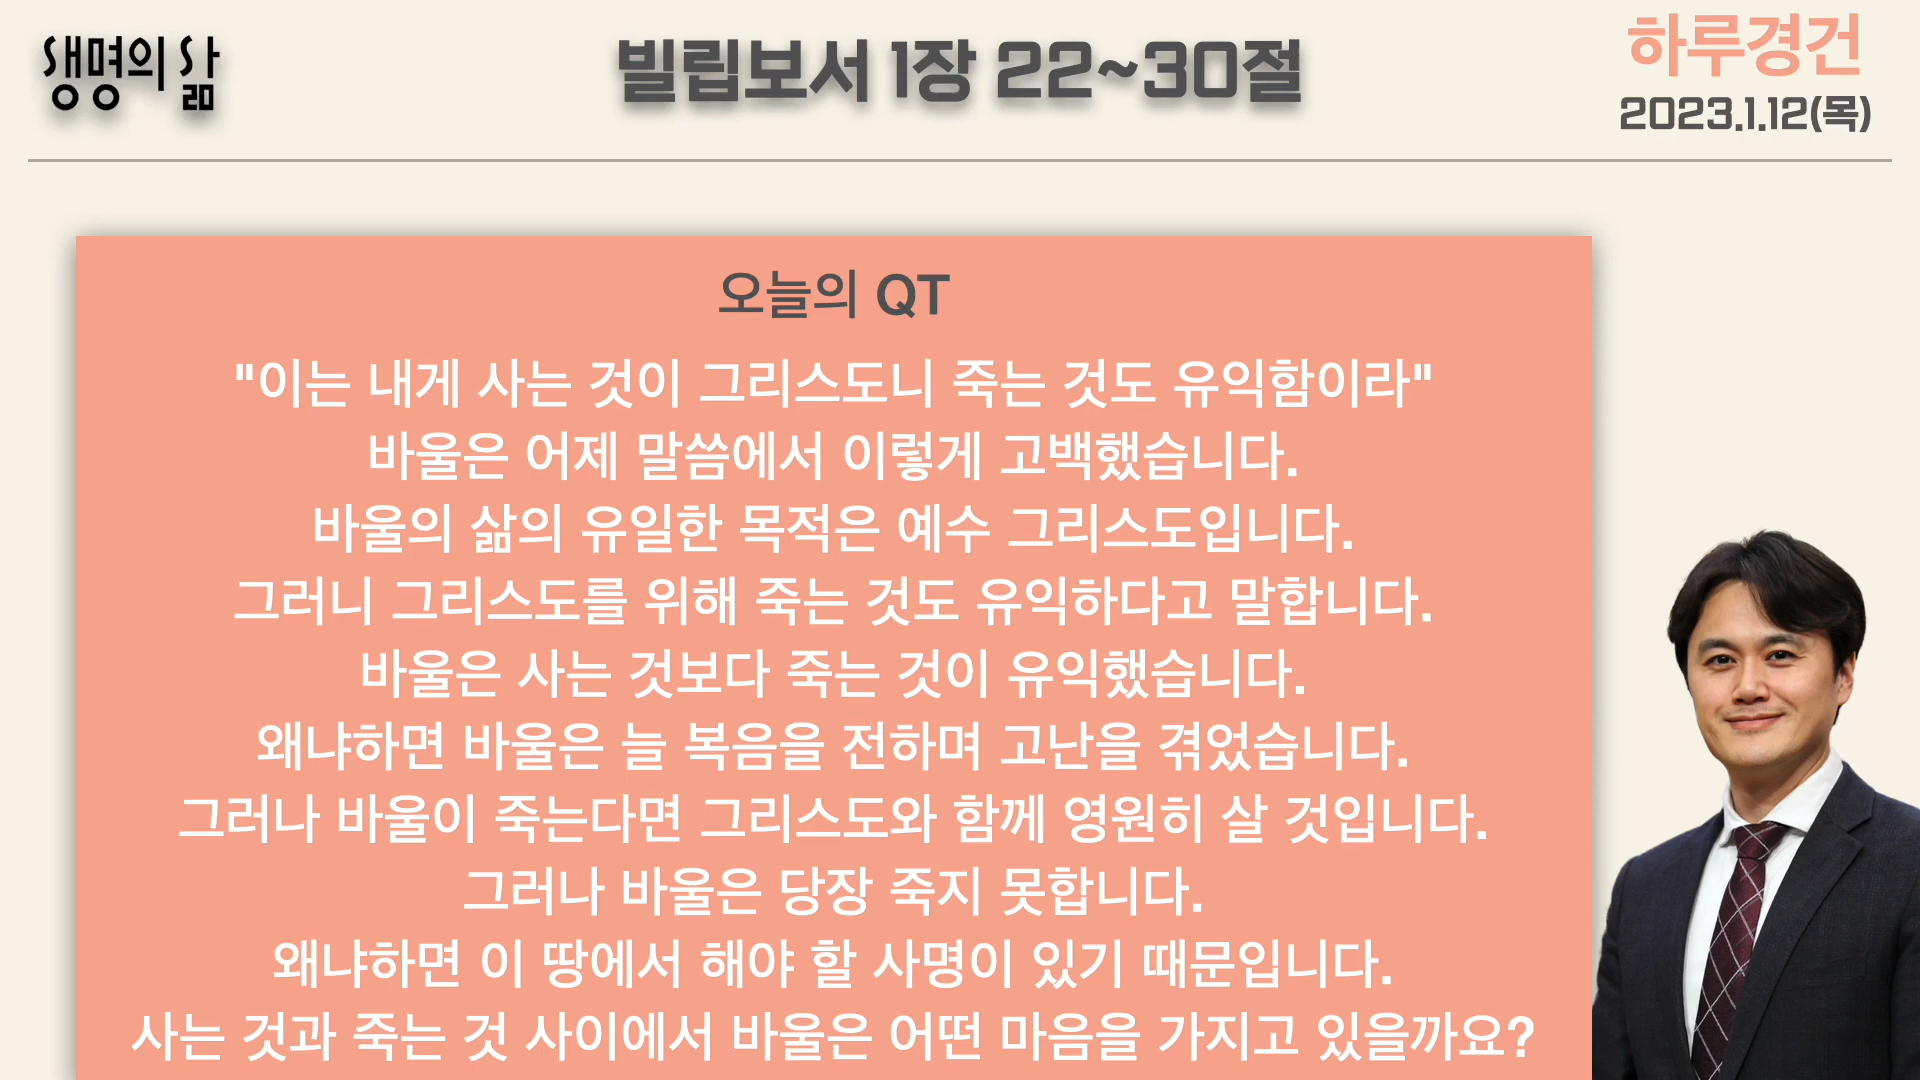 생명의 삶
빌립보서 1장 22~30절
하루경건
2023.1.12(목)
오늘의 QT
"이는 내게 사는 것이 그리스도니 죽는 것도 유익함이라"
바울은 어제 말씀에서 이렇게 고백했습니다.
바울의 삶의 유일한 목적은 예수 그리스도입니다.
그러니 그리스도를 위해 죽는 것도 유익하다고 말합니다.
바울은 사는 것보다 죽는 것이 유익했습니다.
왜냐하면 바울은 늘 복음을 전하며 고난을 겪었습니다.
그러나 바울이 죽는다면 그리스도와 함께 영원히 살 것입니다.
그러나 바울은 당장 죽지 못합니다.
왜냐하면 이 땅에서 해야 할 사명이 있기 때문입니다.
사는 것과 죽는 것 사이에서 바울은 어떤 마음을 가지고 있을까요?